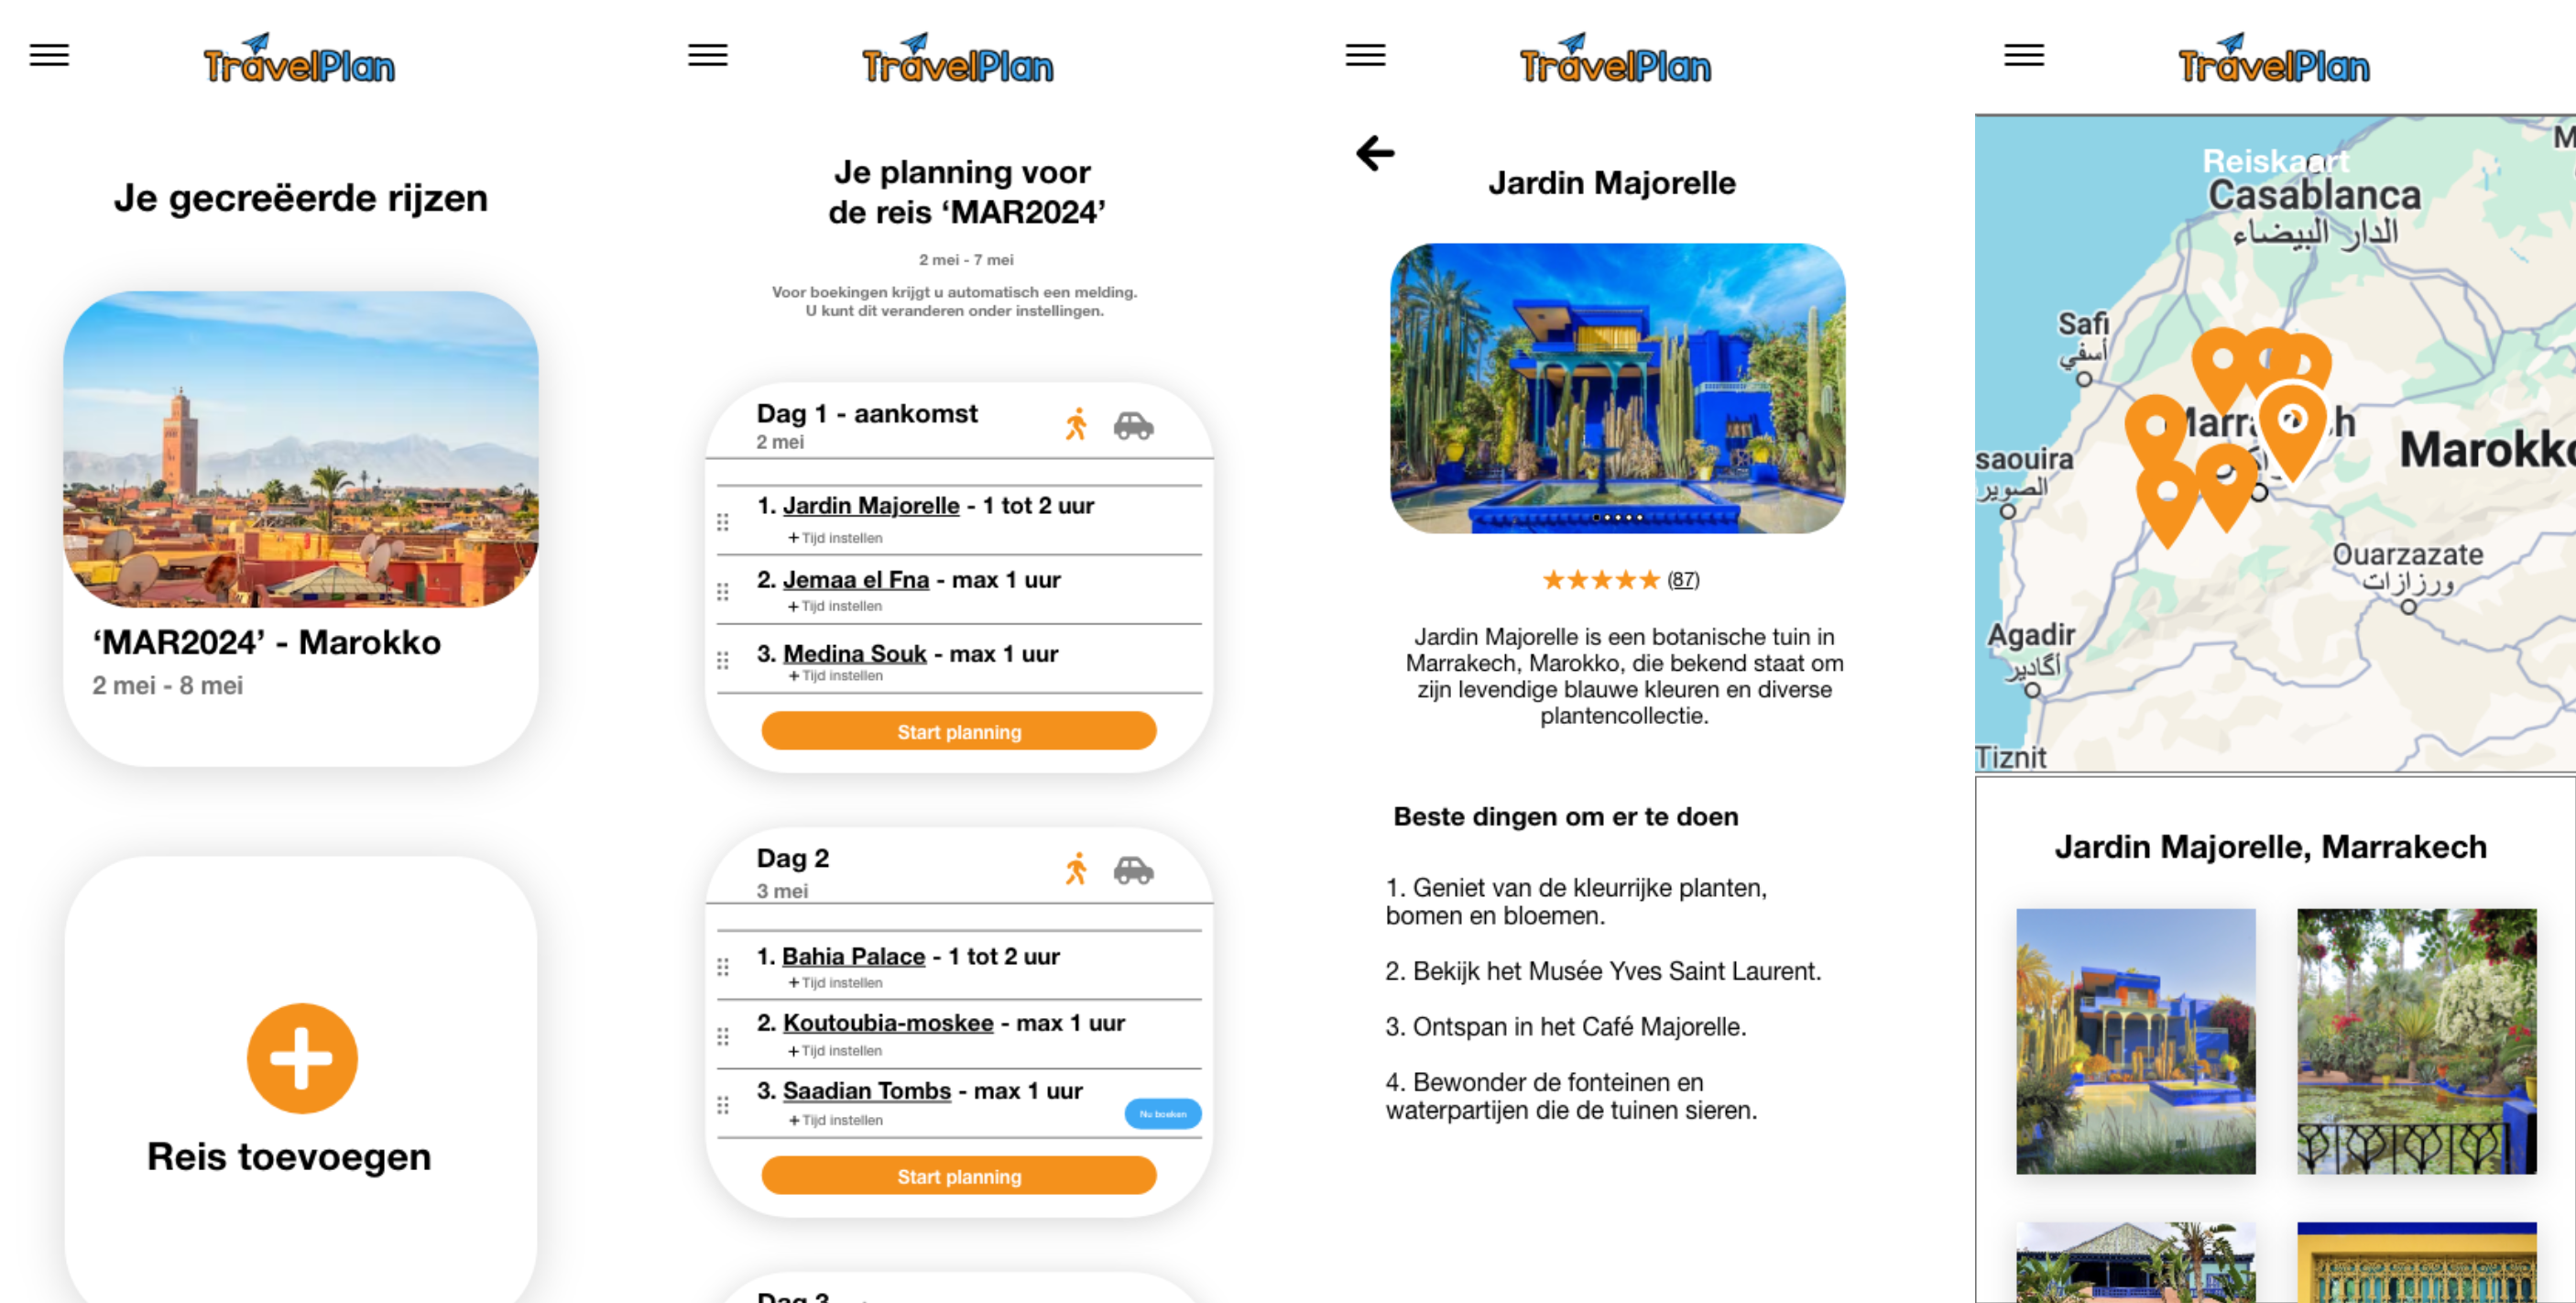 TravelPlan
Je gecreëerde rijzen
‘MAR2024’ - Marokko
2 mei - 8 mei
Reis toevoegen
TravelPlan
Je planning voor
de reis ‘MAR2024’
2 mei - 7 mei
Voor boekingen krijgt u automatisch een melding.
U kunt dit veranderen onder instellingen.
Dag 1 - aankomst
2 mei
1. Jardin Majorelle - 1 tot 2 uur
+ Tijd instellen
2. Jemaa el Fna - max 1 uur
+ Tijd instellen
3. Medina Souk - max 1 uur
+ Tijd instellen
Start planning
Dag 2
3 mei
1. Bahia Palace - 1 tot 2 uur
+ Tijd instellen
2. Koutoubia-moskee - max 1 uur
+ Tijd instellen
3. Saadian Tombs - max 1 uur
+ Tijd instellen
Nu boeken
Start planning
Dag 3
TravelPlan
Jardin Majorelle
(87)
Jardin Majorelle is een botanische tuin in
Marrakech, Marokko, die bekend staat om
zijn levendige blauwe kleuren en diverse
plantencollectie.
Beste dingen om er te doen
1. Geniet van de kleurrijke planten,
bomen en bloemen.
2. Bekijk het Musée Yves Saint Laurent.
3. Ontspan in het Café Majorelle.
4. Bewonder de fonteinen en
waterpartijen die de tuinen sieren.
TravelPlan
Reiskaart
Casablanca
الدار البيضاء
Safi
أسفي
Marokko
saouira
الصوير
Ouarzazate
ورزازات
Agadir
أگادير
Tiznit
Jardin Majorelle, Marrakech